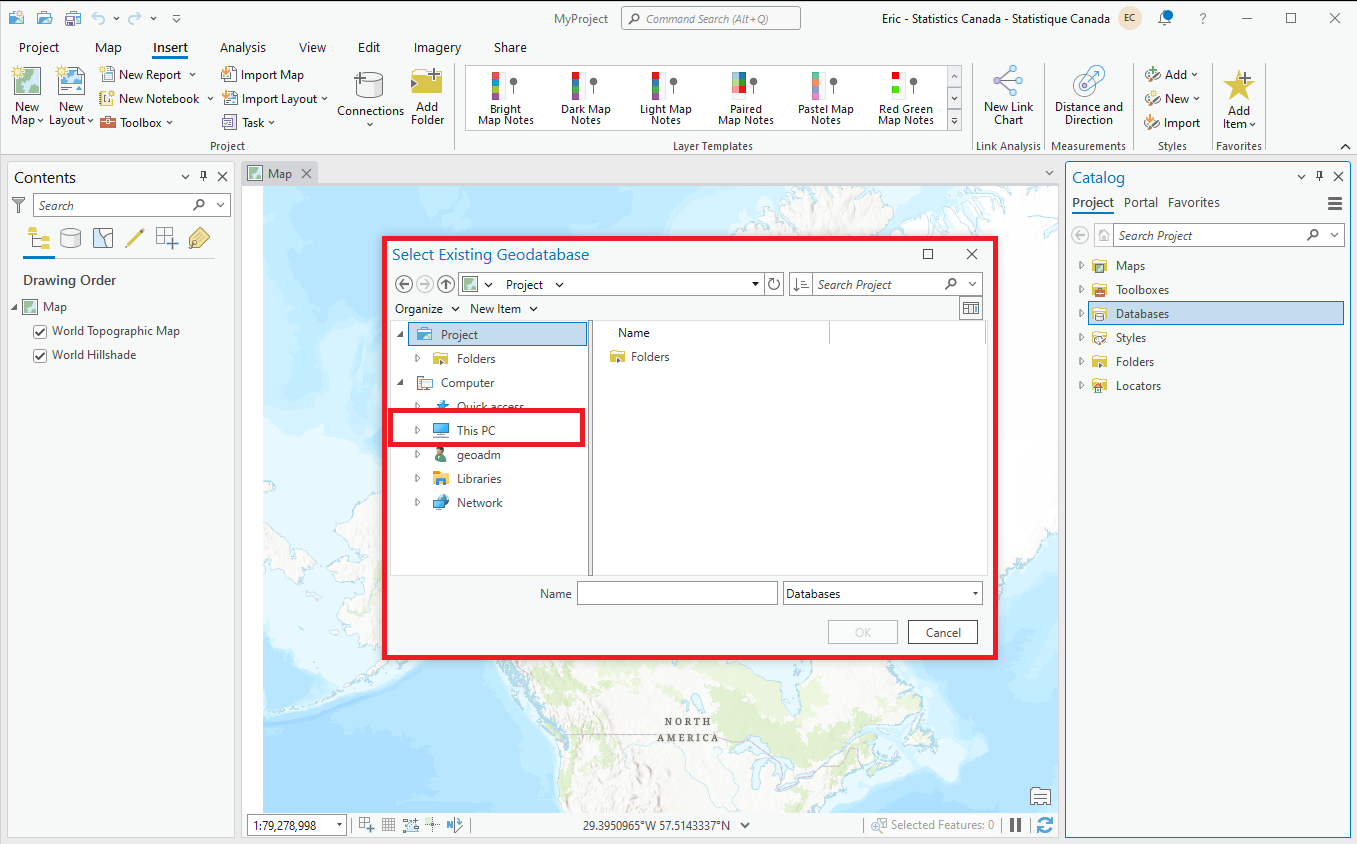 MyProject
Command Search (Alt+Q)
Eric - Statistics Canada - Statistique Canada
EC
?
Project Map Insert Analysis View Edit Imagery Share
New Map
New Layout
New Report
New Notebook
Toolbox
Import Map
Import Layout
Task
Connections
Add Folder
Project
Bright Map Notes
Dark Map Notes
Light Map Notes
Paired Map Notes
Pastel Map Notes
Red Green Map Notes
Layer Templates
New Link Chart
Link Analysis
Distance and Direction
Measurements
Add
New
Import
Styles
Add Item
Favorites
Contents
Search
Drawing Order
Map
World Topographic Map
World Hillshade
Map
Select Existing Geodatabase
Project
Search Project
Organize New Item
Project
Folders
Computer
Quick access
This PC
geoadm
Libraries
Network
Name
Folders
Name
Databases
OK
Cancel
NORTH
AMERICA
1:79,278,998
29.3950965°W 57.5143337°N
Selected Features: 0
Catalog
Project Portal Favorites
Search Project
Maps
Toolboxes
Databases
Styles
Folders
Locators